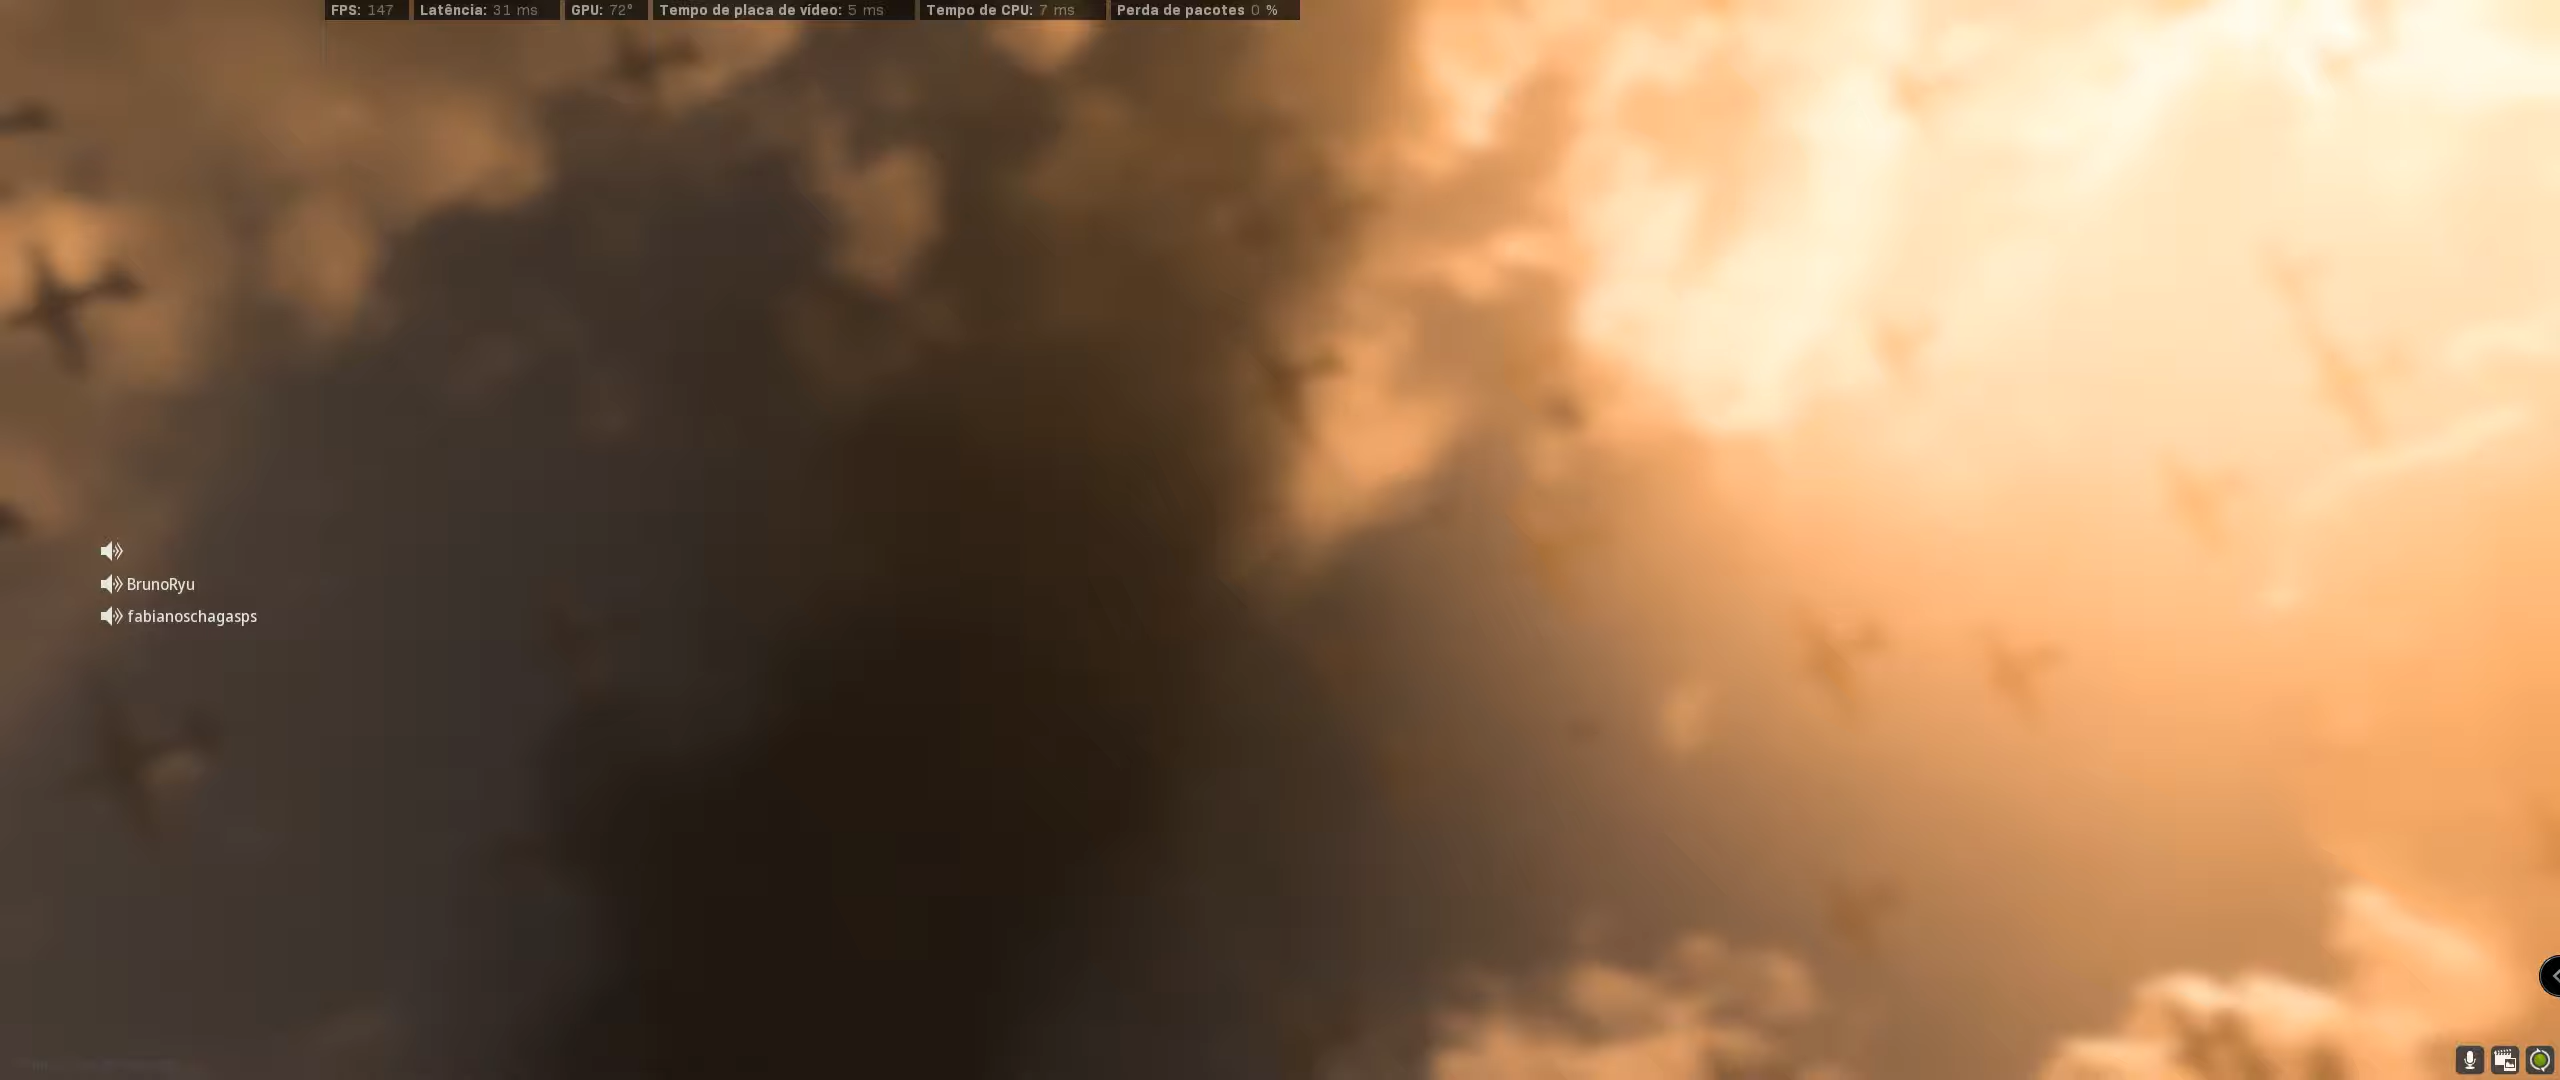 FPS: 147 Latência: 31 ms GPU: 72° Tempo de placa de vídeo: 5 ms Tempo de CPU: 7 ms Perda de pacotes 0 %
BrunoRyu
fabianoschagasps